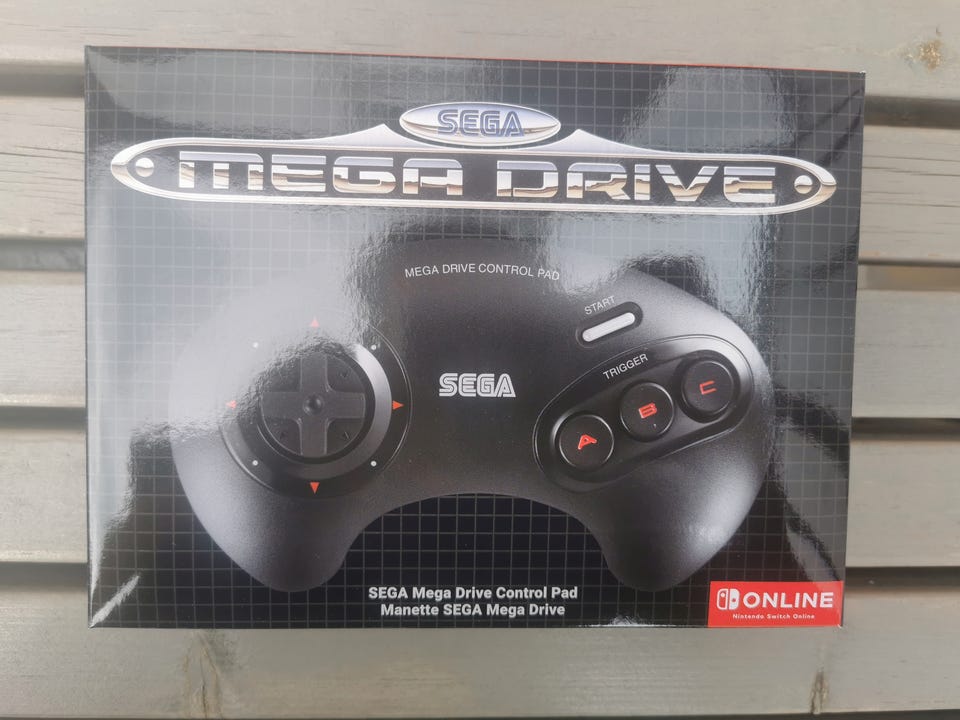 SEGA
MEGA DRIVE
MEGA DRIVE CONTROL PAD
START
TRIGGER
SEGA
A B C
SEGA Mega Drive Control Pad
Manette SEGA Mega Drive
ONLINE
Nintendo Switch Online